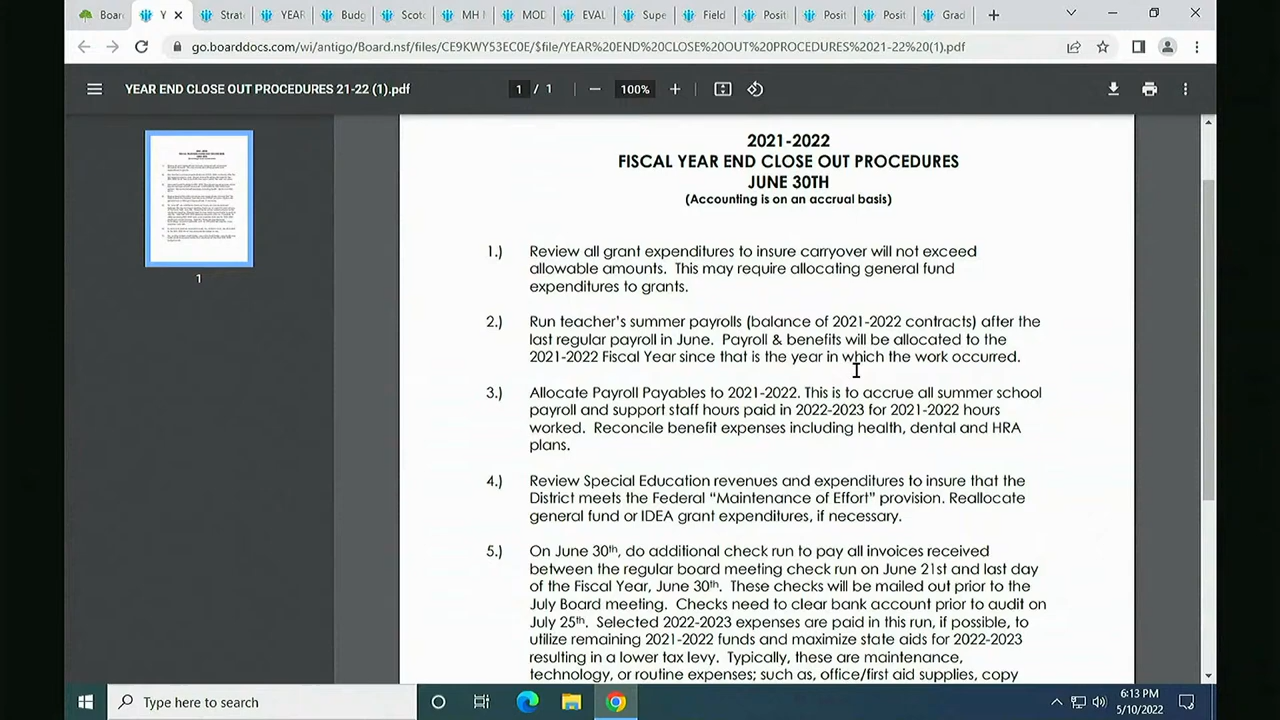 Boar
Y
Strat
YEAR
Budg
Scot
MH
MOD
EVAL
Supe
Field
Posit
Posit
Posit
Grad
go.boarddocs.com/wi/antigo/Board.nsf/files/CE9KWY53EC0E/$file/YEAR%20END%20CLOSE%20OUT%20PROCEDURES%2021-22%20(1).pdf
YEAR END CLOSE OUT PROCEDURES 21-22 (1).pdf
1 / 1
100%
1
2021-2022
FISCAL YEAR END CLOSE OUT PROCEDURES
JUNE 30TH
(Accounting is on an accrual basis)
1.) Review all grant expenditures to insure carryover will not exceed
allowable amounts. This may require allocating general fund
expenditures to grants.
2.) Run teacher's summer payrolls (balance of 2021-2022 contracts) after the
last regular payroll in June. Payroll & benefits will be allocated to the
2021-2022 Fiscal Year since that is the year in which the work occurred.
3.) Allocate Payroll Payables to 2021-2022. This is to accrue all summer school
payroll and support staff hours paid in 2022-2023 for 2021-2022 hours
worked. Reconcile benefit expenses including health, dental and HRA
plans.
4.) Review Special Education revenues and expenditures to insure that the
District meets the Federal "Maintenance of Effort" provision. Reallocate
general fund or IDEA grant expenditures, if necessary.
5.) On June 30th, do additional check run to pay all invoices received
between the regular board meeting check run on June 21st and last day
of the Fiscal Year, June 30th. These checks will be mailed out prior to the
July Board meeting. Checks need to clear bank account prior to audit on
July 25th. Selected 2022-2023 expenses are paid in this run, if possible, to
utilize remaining 2021-2022 funds and maximize state aids for 2022-2023
resulting in a lower tax levy. Typically, these are maintenance,
technology, or routine expenses; such as, office/first aid supplies, copy
Type here to search
6:13 PM
5/10/2022